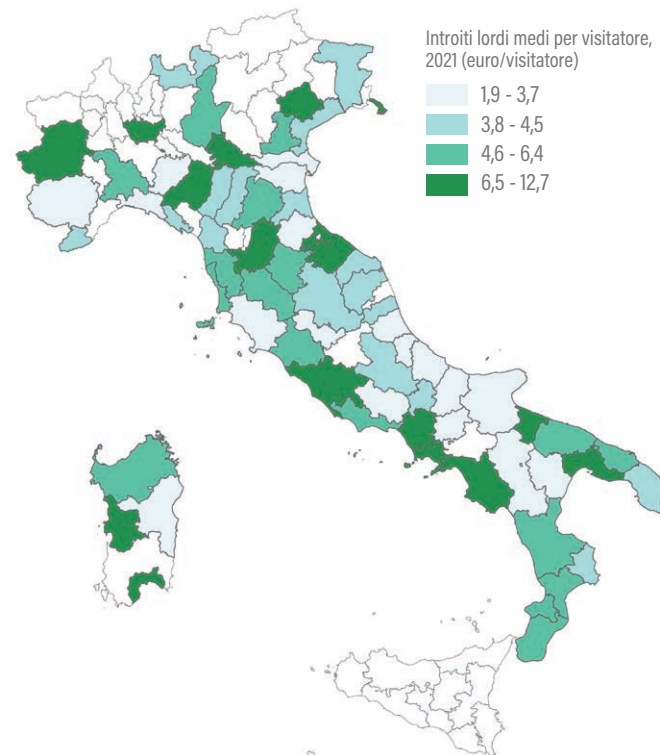 Introiti lordi medi per visitatore,
2021 (euro/visitatore)
1,9 - 3,7
3,8 - 4,5
4,6 - 6,4
6,5 - 12,7